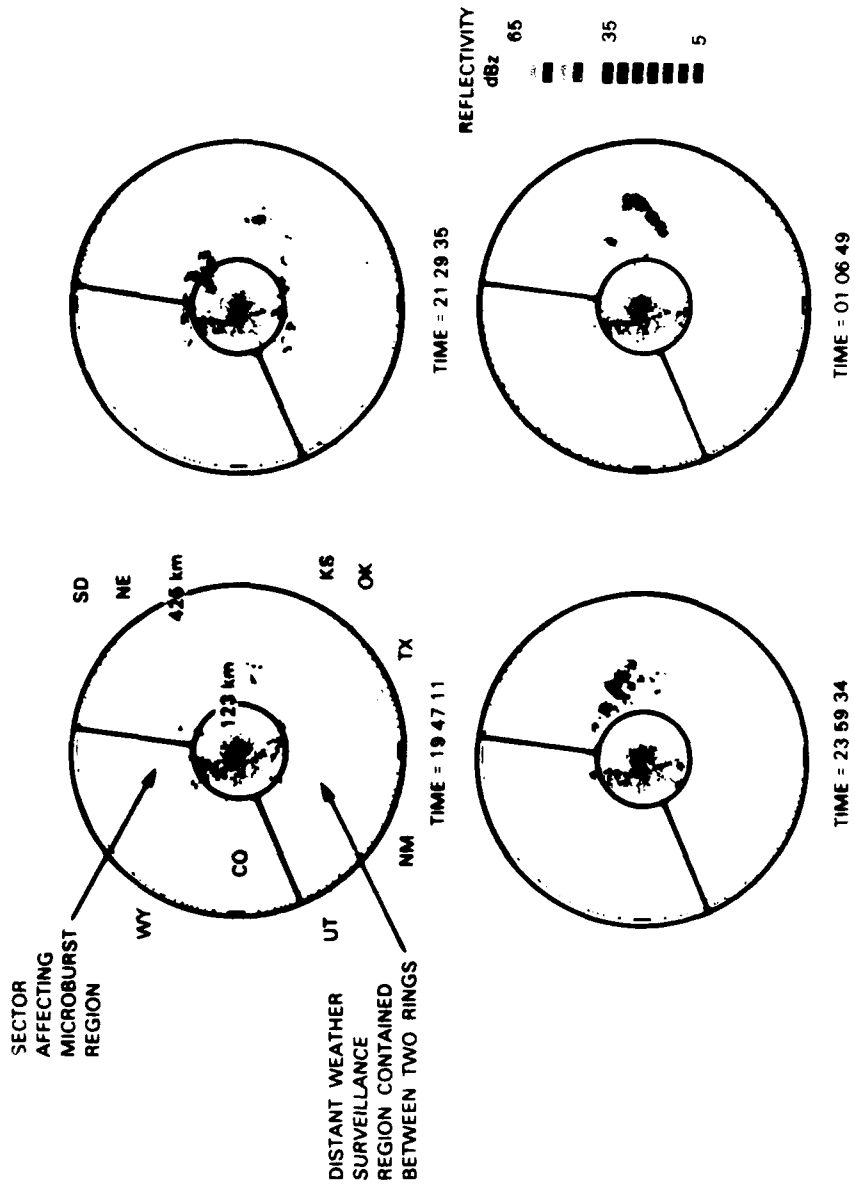 SECTOR
AFFECTING
MICROBURST
REGION
DISTANT WEATHER
SURVEILLANCE
REGION CONTAINED
BETWEEN TWO RINGS
WY
CO
UT
NM
SD
NE
426 km
123 km
KS
OK
TX
TIME = 19 47 11
TIME = 21 29 35
TIME = 23 59 34
TIME = 01 06 49
REFLECTIVITY
dBz
65
35
5